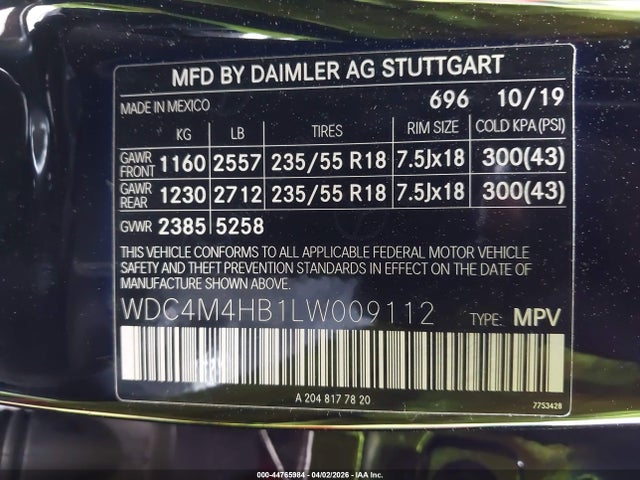 MFD BY DAIMLER AG STUTTGART
MADE IN MEXICO 696 10/19
KG LB TIRES RIM SIZE COLD KPA(PSI)
GAWR FRONT 1160 2557 235/55 R18 7.5Jx18 300(43)
GAWR REAR 1230 2712 235/55 R18 7.5Jx18 300(43)
GVWR 2385 5258
THIS VEHICLE CONFORMS TO ALL APPLICABLE FEDERAL MOTOR VEHICLE
SAFETY AND THEFT PREVENTION STANDARDS IN EFFECT ON THE DATE OF
MANUFACTURE SHOWN ABOVE.
WDC4M4HB1LW009112 TYPE: MPV
A 204 817 78 20
7753428
000-44765984 - 04/02/2026 - IAA Inc.